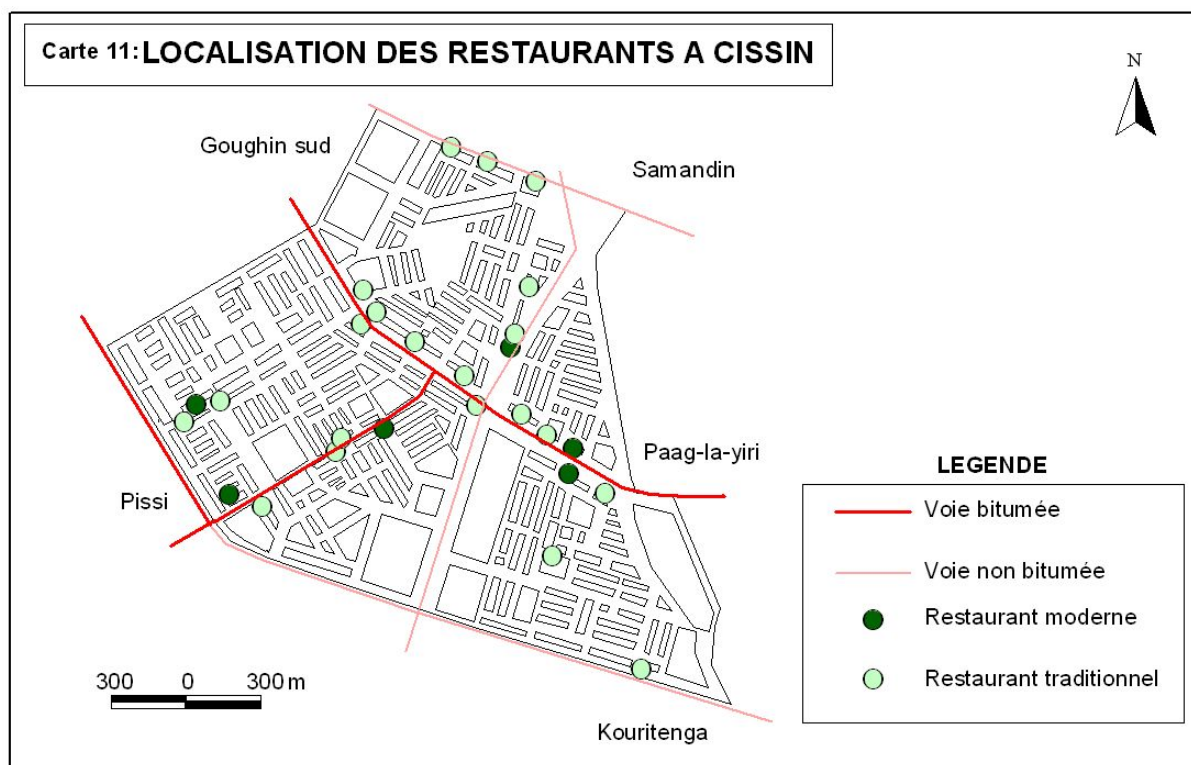 Carte 11: LOCALISATION DES RESTAURANTS A CISSIN
N
Goughin sud
Samandin
Paag-la-yiri
Pissi
LEGENDE
Voie bitumée
Voie non bitumée
Restaurant moderne
Restaurant traditionnel
300 0 300 m
Kouritenga